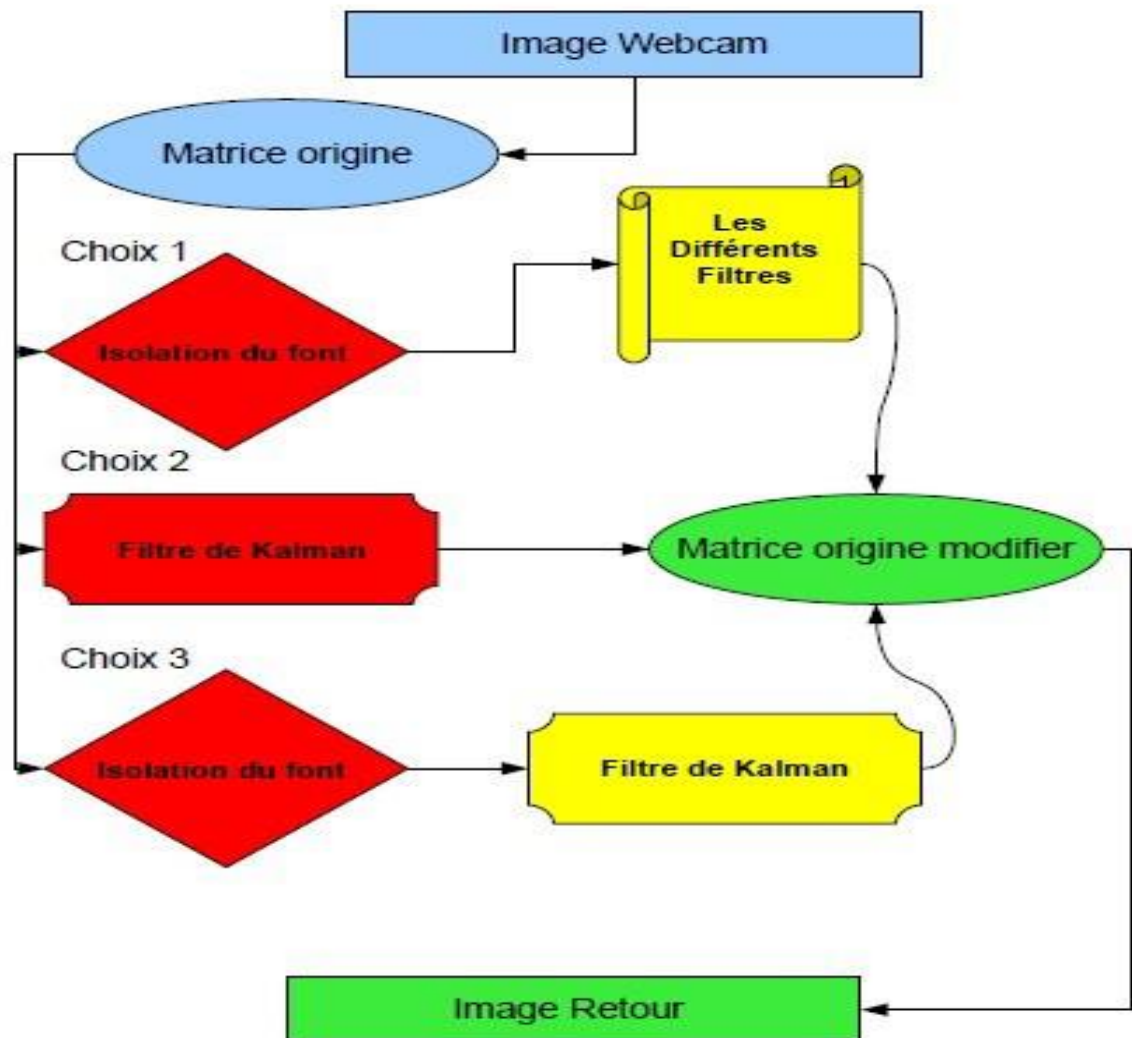 Image Webcam
Matrice origine
Choix 1
Les
Différents
Filtres
Isolation du font
Choix 2
Filtre de Kalman
Matrice origine modifier
Choix 3
Isolation du font
Filtre de Kalman
Image Retour